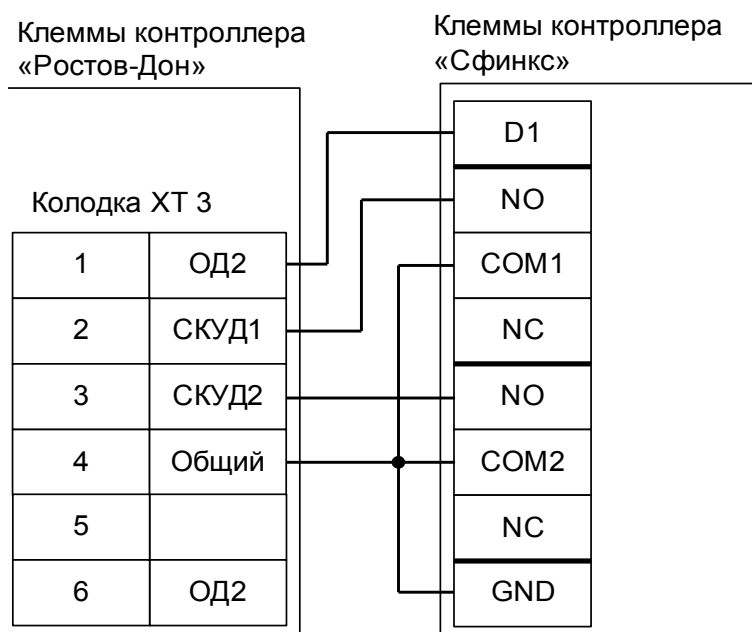 Клеммы контроллера
«Ростов-Дон»
Клеммы контроллера
«Сфинкс»
Колодка XT 3
1 ОД2
2 СКУД1
3 СКУД2
4 Общий
5
6 ОД2
D1
NO
COM1
NC
NO
COM2
NC
GND